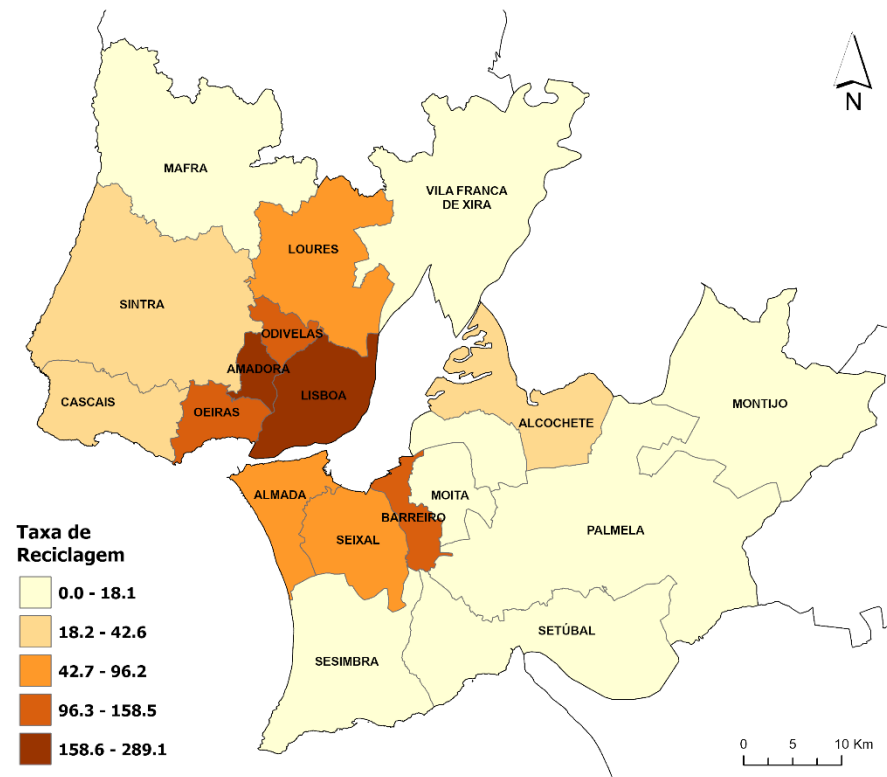 N
MAFRA
VILA FRANCA
DE XIRA
LOURES
SINTRA
ODIVELAS
AMADORA
LISBOA
CASCAIS
OEIRAS
MONTIJO
ALCOCHETE
ALMADA
MOITA
BARREIRO
SEIXAL
PALMELA
SETÚBAL
SESIMBRA
Taxa de
Reciclagem
0.0 - 18.1
18.2 - 42.6
42.7 - 96.2
96.3 - 158.5
158.6 - 289.1
0 5 10 Km